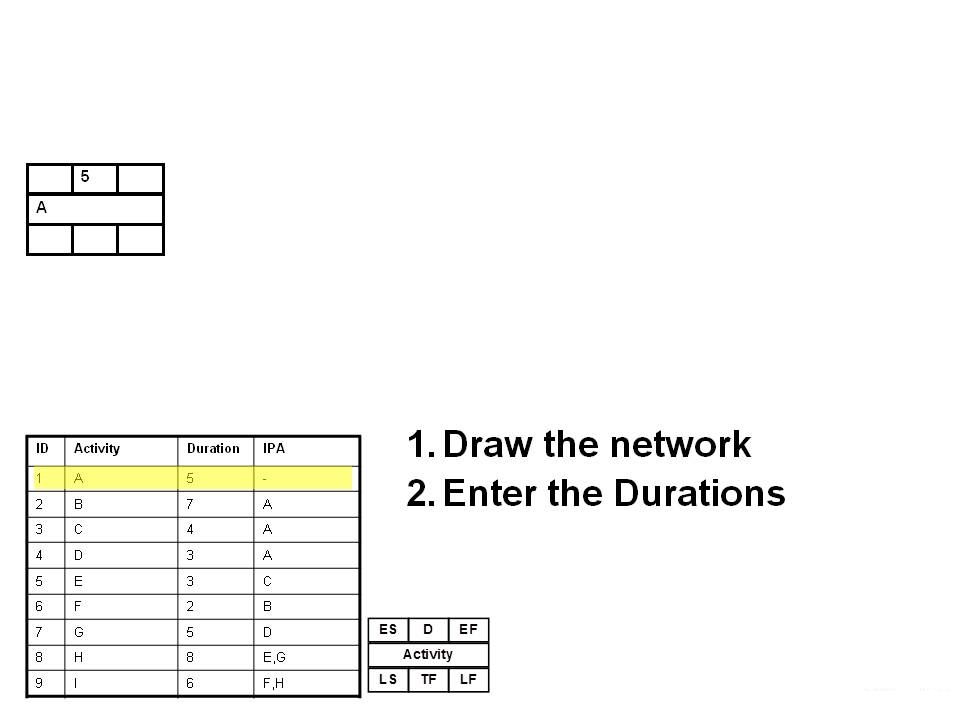 5
A
1. Draw the network
2. Enter the Durations
ID Activity Duration IPA
1 A 5 -
2 B 7 A
3 C 4 A
4 D 3 A
5 E 3 C
6 F 2 B
7 G 5 D
8 H 8 E,G
9 I 6 F,H
ES D EF
Activity
LS TF LF